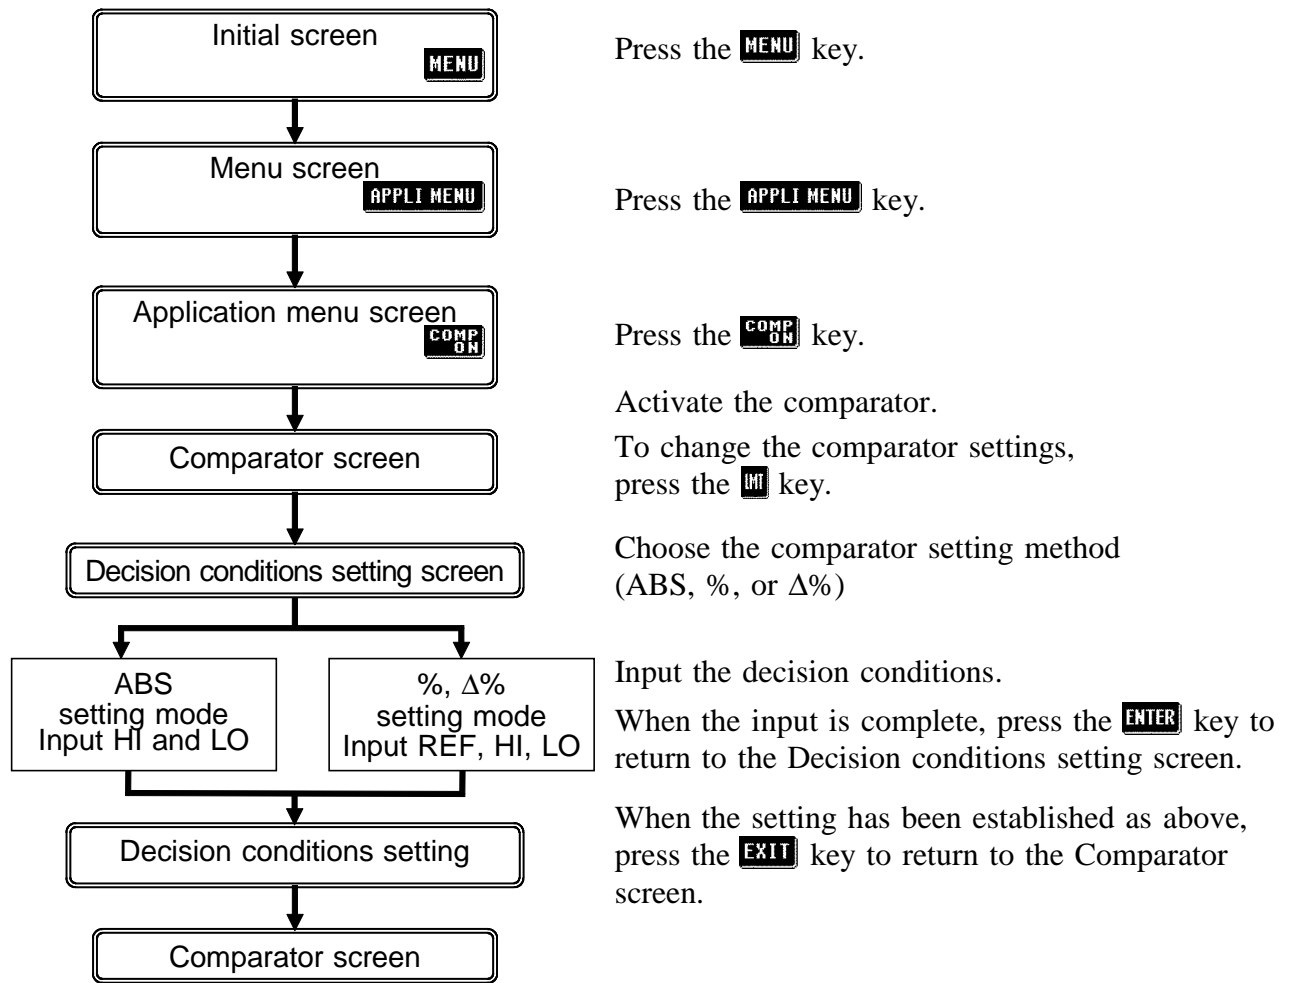 Initial screen
MENU
Press the MENU key.
Menu screen
APPLI MENU
Press the APPLI MENU key.
Application menu screen
COMP
ON
Press the COMP ON key.
Activate the comparator.
Comparator screen
To change the comparator settings,
press the key.
Decision conditions setting screen
Choose the comparator setting method
(ABS, %, or Δ%)
ABS
setting mode
Input HI and LO
%, Δ%
setting mode
Input REF, HI, LO
Input the decision conditions.
When the input is complete, press the ENTER key to
return to the Decision conditions setting screen.
Decision conditions setting
When the setting has been established as above,
press the EXIT key to return to the Comparator
screen.
Comparator screen